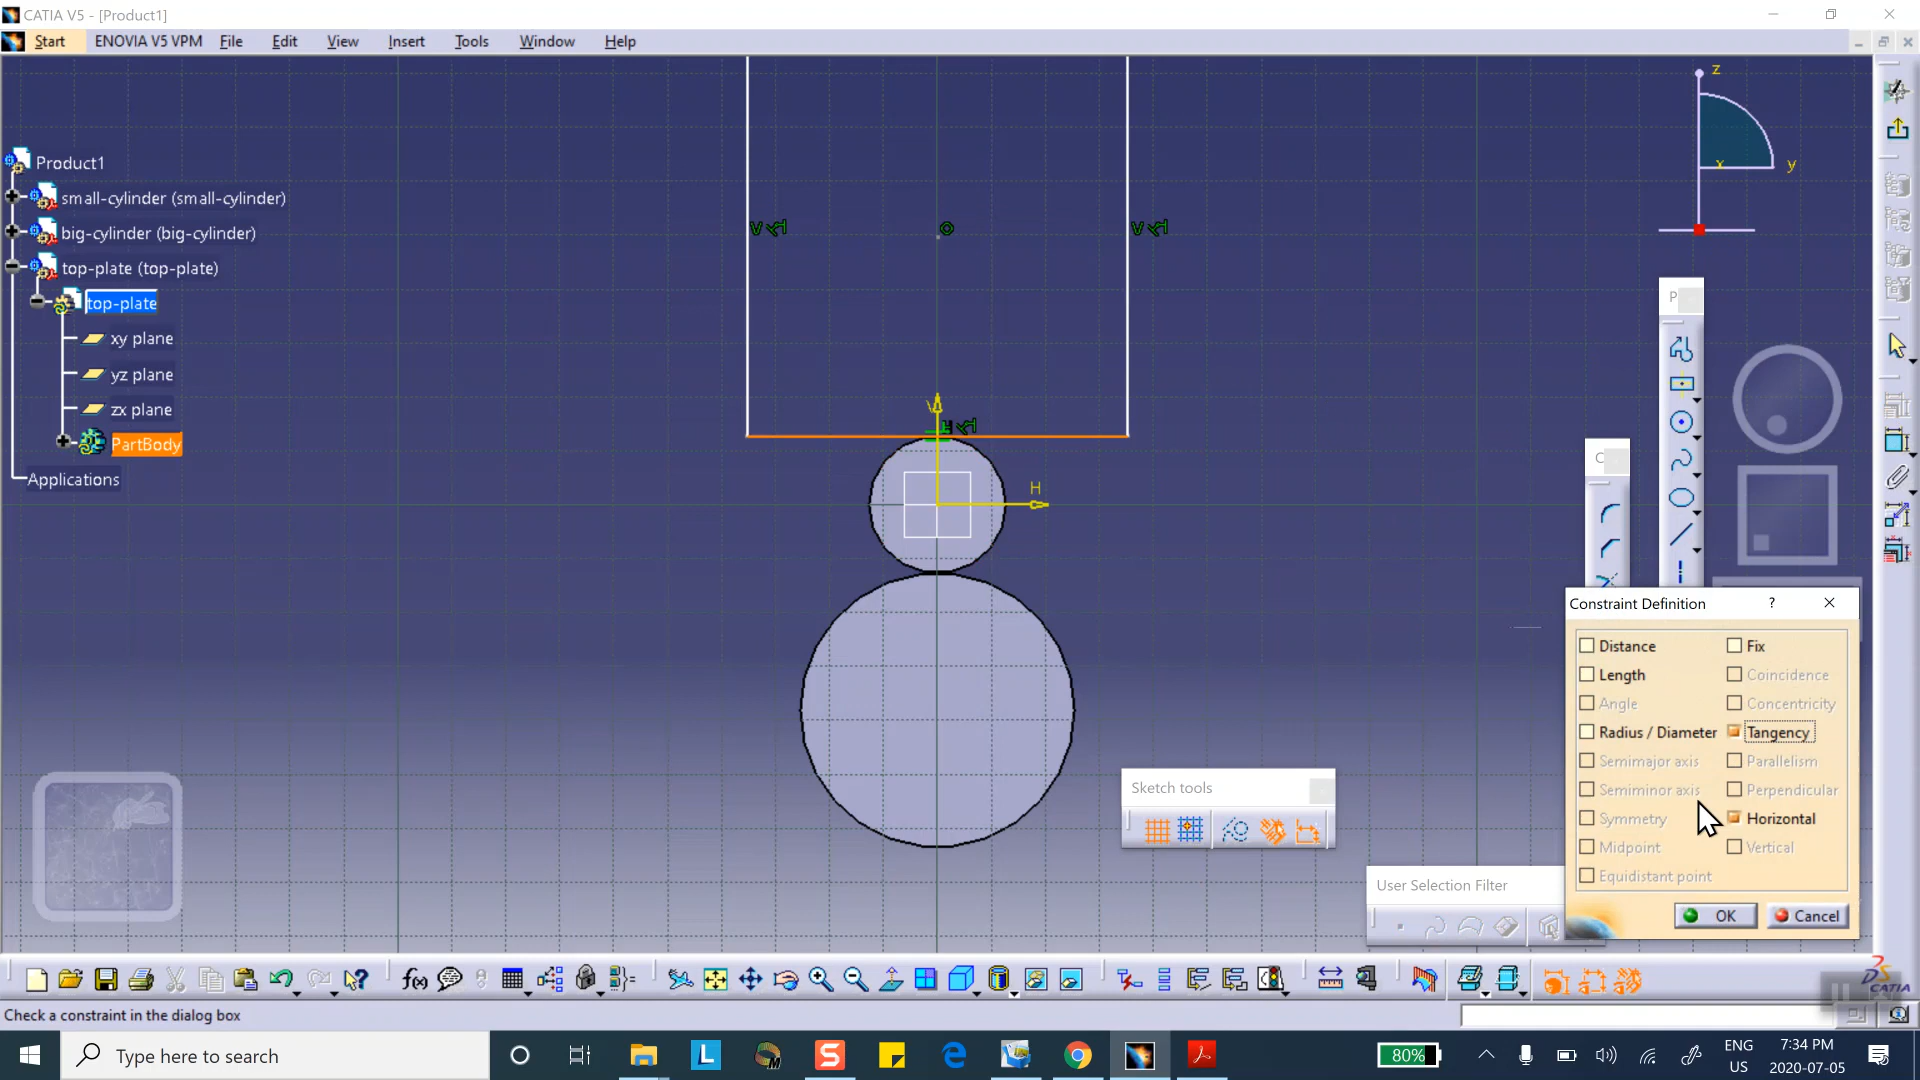 CATIA V5 - [Product1]
Start ENOVIA V5 VPM File Edit View Insert Tools Window Help
z
x y
Product1
small-cylinder (small-cylinder)
big-cylinder (big-cylinder)
top-plate (top-plate)
top-plate
xy plane
yz plane
zx plane
PartBody
Applications
V V
H
V
H
P
C
Constraint Definition ?
Distance Fix
Length Coincidence
Angle Concentricity
Radius / Diameter Tangency
Semimajor axis Parallelism
Semiminor axis Perpendicular
Symmetry Horizontal
Midpoint Vertical
Equidistant point
OK Cancel
Sketch tools
User Selection Filter
f(x)
CATIA
Check a constraint in the dialog box
Type here to search
L
S
80%
ENG
US
7:34 PM
2020-07-05